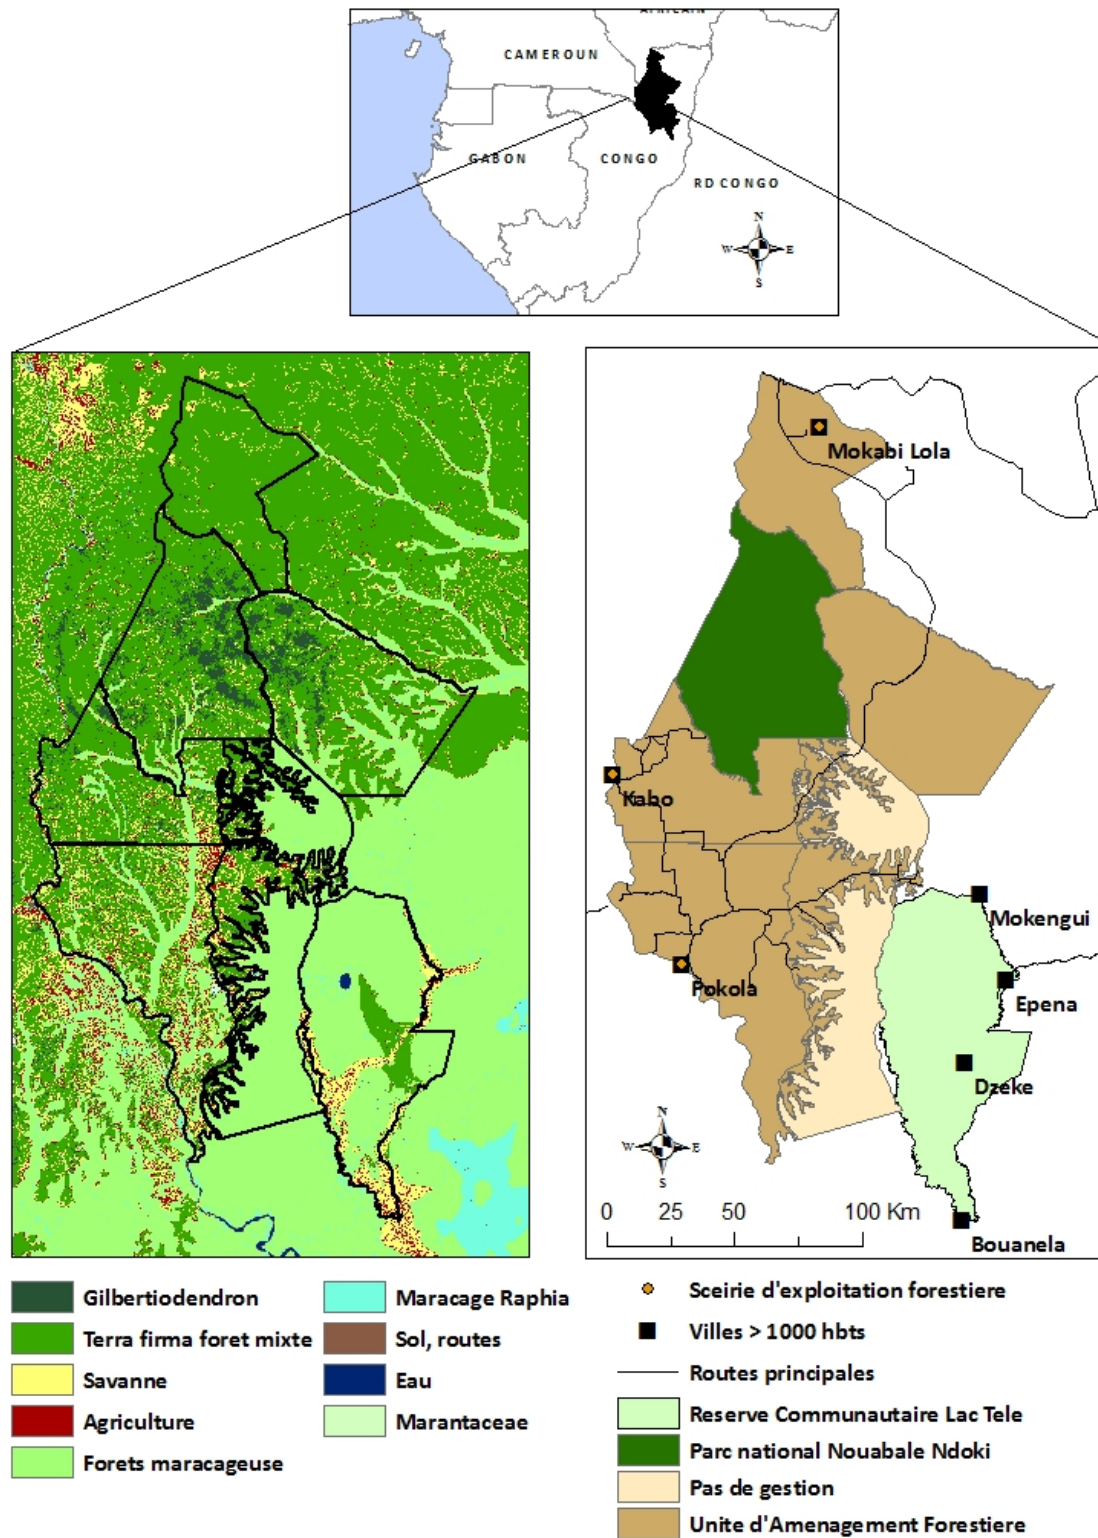 AFRICAIN
CAMEROUN
GABON
CONGO
RD CONGO
N
W E
S
Mokabi Lola
Kabo
Mokengui
Pokola
Epena
Dzeke
N
W E
S
0 25 50 100 Km
Bouanela
Gilbertiodendron
Terra firma foret mixte
Savanne
Agriculture
Forets maracageuse
Maracage Raphia
Sol, routes
Eau
Marantaceae
Sceirie d'exploitation forestiere
Villes > 1000 hbts
Routes principales
Reserve Communautaire Lac Tele
Parc national Nouabale Ndoki
Pas de gestion
Unite d'Amenagement Forestiere